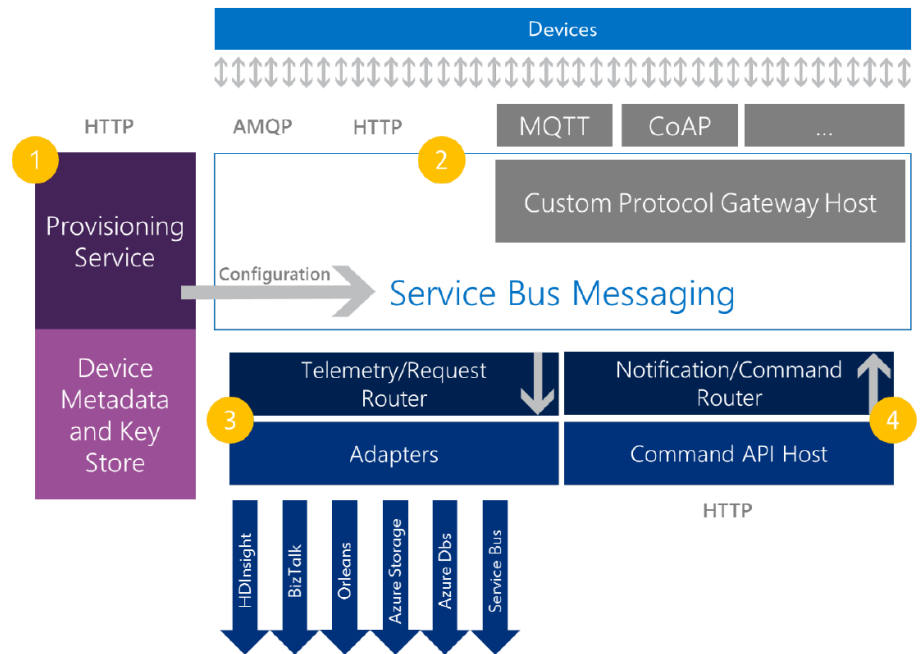 Devices
HTTP
AMQP
HTTP
MQTT
CoAP
...
1
2
Provisioning
Service
Custom Protocol Gateway Host
Configuration
Service Bus Messaging
Device
Metadata
and Key
Store
Telemetry/Request
Router
Notification/Command
Router
3
4
Adapters
Command API Host
HTTP
HDInsight
BizTalk
Orleans
Azure Storage
Azure Dbs
Service Bus